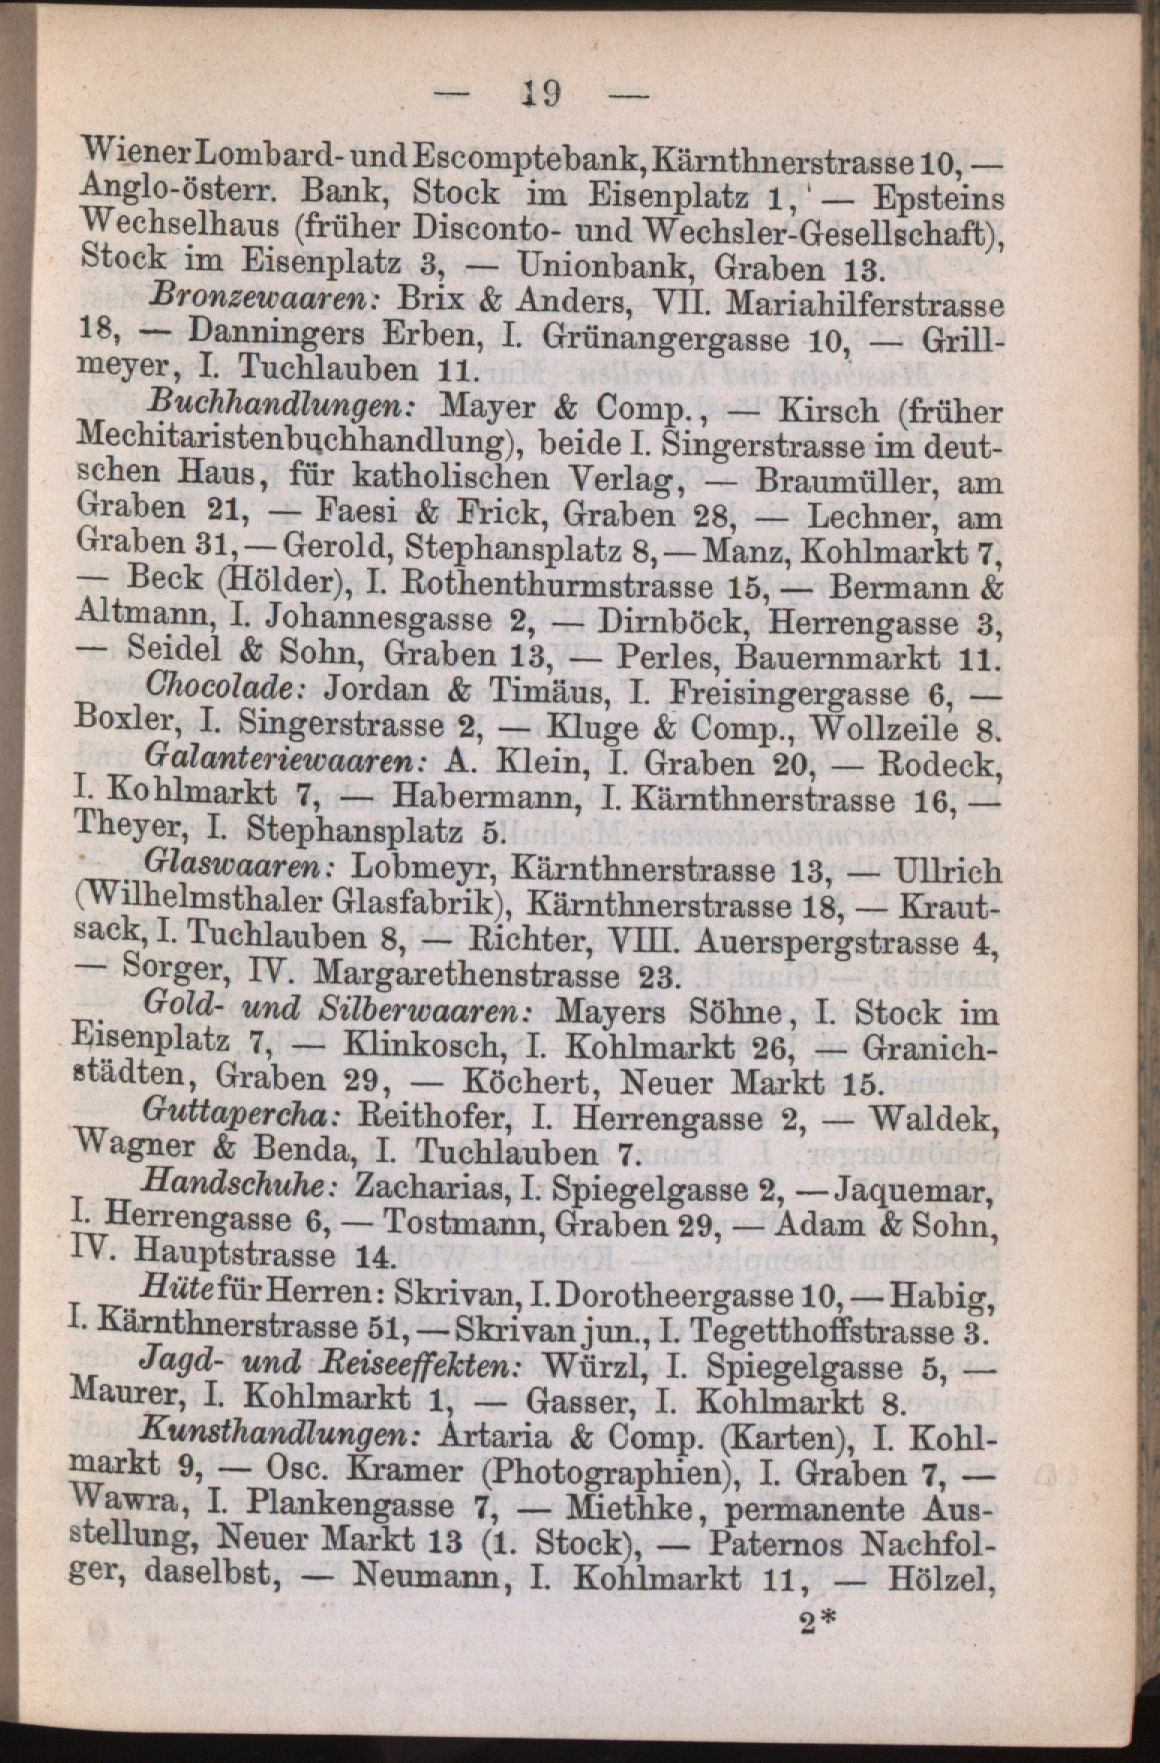 — 19 —
Wiener Lombard- und Escomptebank, Kärnthnerstrasse 10, —
Anglo-österr. Bank, Stock im Eisenplatz 1, — Epsteins
Wechselhaus (früher Disconto- und Wechsler-Gesellschaft),
Stock im Eisenplatz 3, — Unionbank, Graben 13.
Bronzewaaren: Brix & Anders, VII. Mariahilferstrasse
18, — Danningers Erben, I. Grünangergasse 10, — Grill-
meyer, I. Tuchlauben 11.
Buchhandlungen: Mayer & Comp., — Kirsch (früher
Mechitaristenbuchhandlung), beide I. Singerstrasse im deut-
schen Haus, für katholischen Verlag, — Braumüller, am
Graben 21, — Faesi & Frick, Graben 28, — Lechner, am
Graben 31, — Gerold, Stephansplatz 8, — Manz, Kohlmarkt 7,
— Beck (Hölder), I. Rothenthurmstrasse 15, — Bermann &
Altmann, I. Johannesgasse 2, — Dirnböck, Herrengasse 3,
— Seidel & Sohn, Graben 13, — Perles, Bauernmarkt 11.
Chocolade: Jordan & Timäus, I. Freisingergasse 6, —
Boxler, I. Singerstrasse 2, — Kluge & Comp., Wollzeile 8.
Galanteriewaaren: A. Klein, I. Graben 20, — Rodeck,
I. Kohlmarkt 7, — Habermann, I. Kärnthnerstrasse 16, —
Theyer, I. Stephansplatz 5.
Glaswaaren: Lobmeyr, Kärnthnerstrasse 13, — Ullrich
(Wilhelmsthaler Glasfabrik), Kärnthnerstrasse 18, — Kraut-
sack, I. Tuchlauben 8, — Richter, VIII. Auerspergstrasse 4,
— Sorger, IV. Margarethenstrasse 23.
Gold- und Silberwaaren: Mayers Söhne, I. Stock im
Eisenplatz 7, — Klinkosch, I. Kohlmarkt 26, — Granich-
städten, Graben 29, — Köchert, Neuer Markt 15.
Guttapercha: Reithofer, I. Herrengasse 2, — Waldek,
Wagner & Benda, I. Tuchlauben 7.
Handschuhe: Zacharias, I. Spiegelgasse 2, — Jaquemar,
I. Herrengasse 6, — Tostmann, Graben 29, — Adam & Sohn,
IV. Hauptstrasse 14.
Hüte für Herren: Skrivan, I. Dorotheergasse 10, — Habig,
I. Kärnthnerstrasse 51, — Skrivan jun., I. Tegetthoffstrasse 3.
Jagd- und Reiseeffekten: Würzl, I. Spiegelgasse 5, —
Maurer, I. Kohlmarkt 1, — Gasser, I. Kohlmarkt 8.
Kunsthandlungen: Artaria & Comp. (Karten), I. Kohl-
markt 9, — Osc. Kramer (Photographien), I. Graben 7, —
Wawra, I. Plankengasse 7, — Miethke, permanente Aus-
stellung, Neuer Markt 13 (1. Stock), — Paternos Nachfol-
ger, daselbst, — Neumann, I. Kohlmarkt 11, — Hölzel,
2*